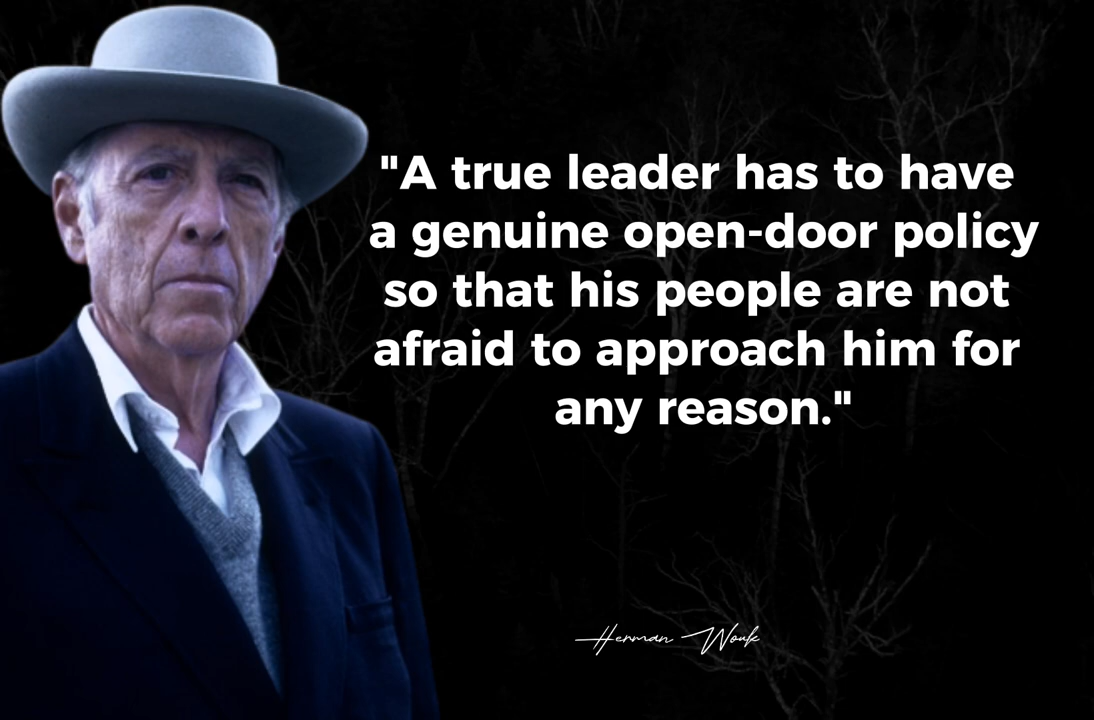 "A true leader has to have
a genuine open-door policy
so that his people are not
afraid to approach him for
any reason."
Herman Wouk